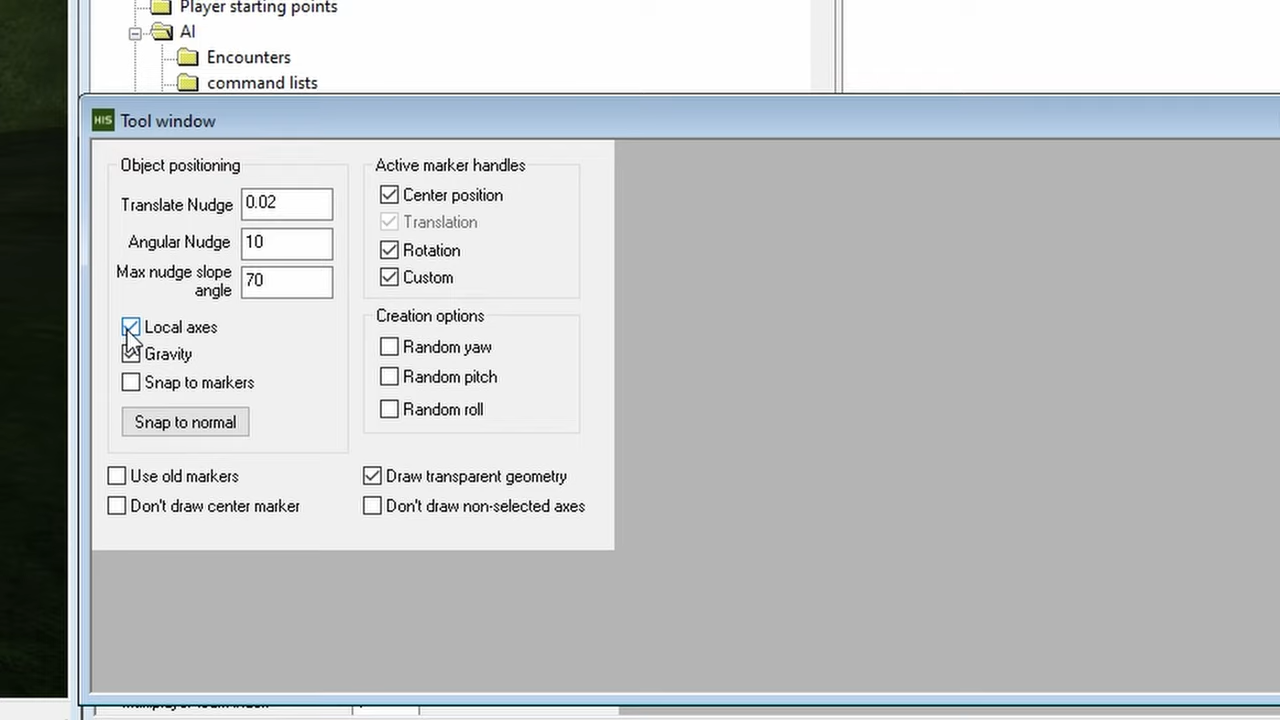 Player starting points
AI
Encounters
command lists
HIS
Tool window
Object positioning
Translate Nudge 0.02
Angular Nudge 10
Max nudge slope
angle
70
Local axes
Gravity
Snap to markers
Snap to normal
Active marker handles
Center position
Translation
Rotation
Custom
Creation options
Random yaw
Random pitch
Random roll
Use old markers
Don't draw center marker
Draw transparent geometry
Don't draw non-selected axes